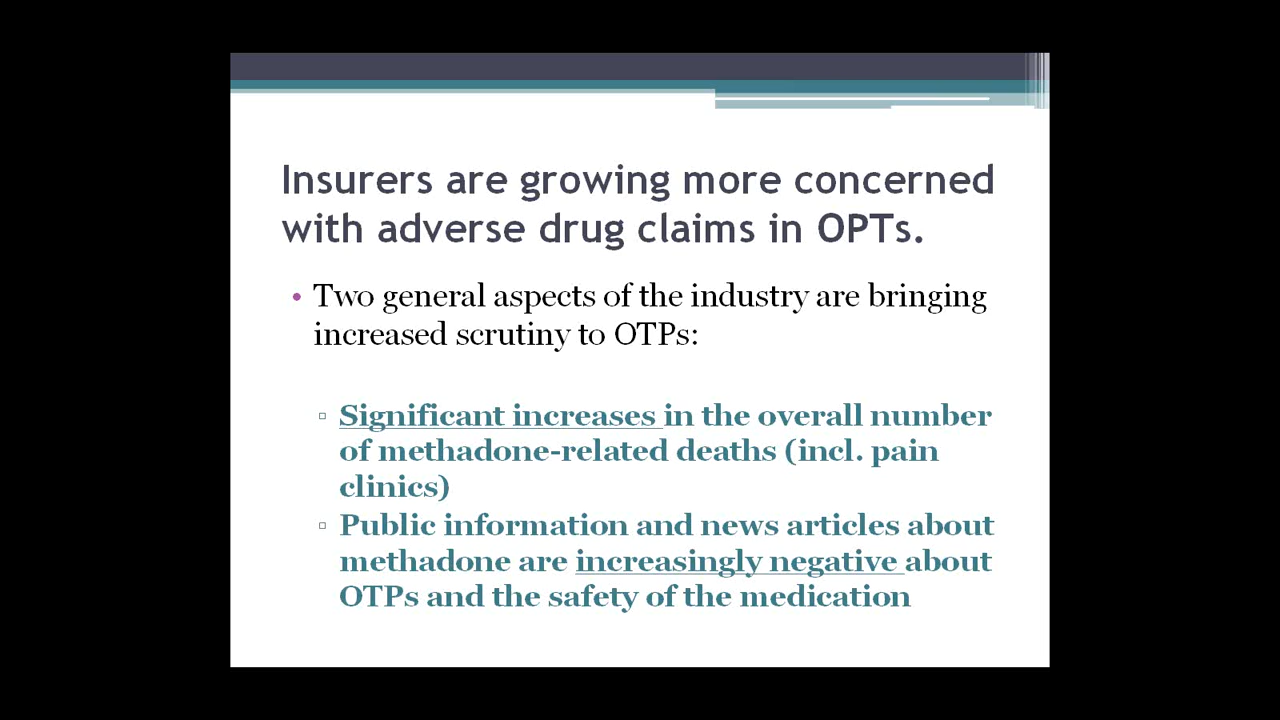 Insurers are growing more concerned
with adverse drug claims in OPTs.
• Two general aspects of the industry are bringing
increased scrutiny to OTPs:
▫ Significant increases in the overall number
of methadone-related deaths (incl. pain
clinics)
▫ Public information and news articles about
methadone are increasingly negative about
OTPs and the safety of the medication